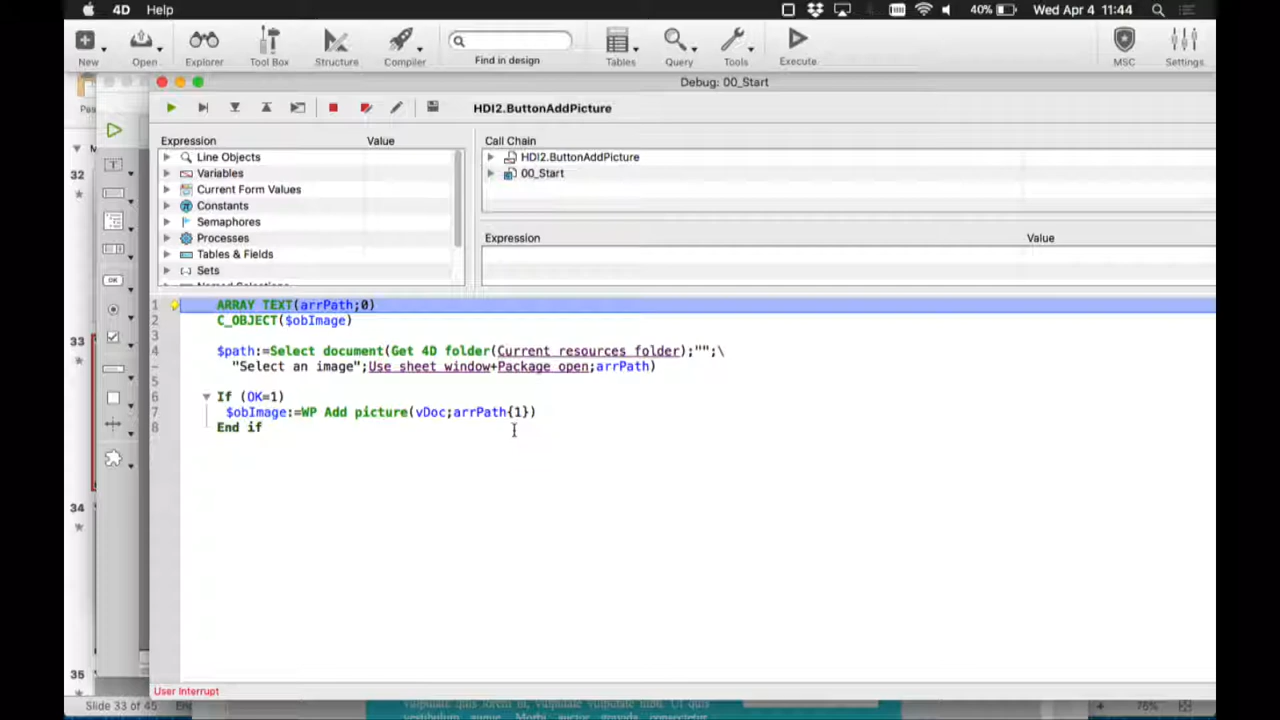 4D Help 40% Wed Apr 4 11:44
New Open Explorer Tool Box Structure Compiler Find in design Tables Query Tools Execute MSC Settings
Debug: 00_Start
HDI2.ButtonAddPicture
Expression Value
Line Objects
Variables
Current Form Values
Constants
Semaphores
Processes
Tables & Fields
Sets
Call Chain
HDI2.ButtonAddPicture
00_Start
Expression Value
1 ARRAY TEXT(arrPath;0)
2 C_OBJECT($obImage)
3
4 $path:=Select document(Get 4D folder(Current resources folder);"";\
– "Select an image";Use sheet window+Package open;arrPath)
5
6 If (OK=1)
7 $obImage:=WP Add picture(vDoc;arrPath{1})
8 End if
User Interrupt
Pas
32
33
34
35
OK
Slide 33 of 45
76%